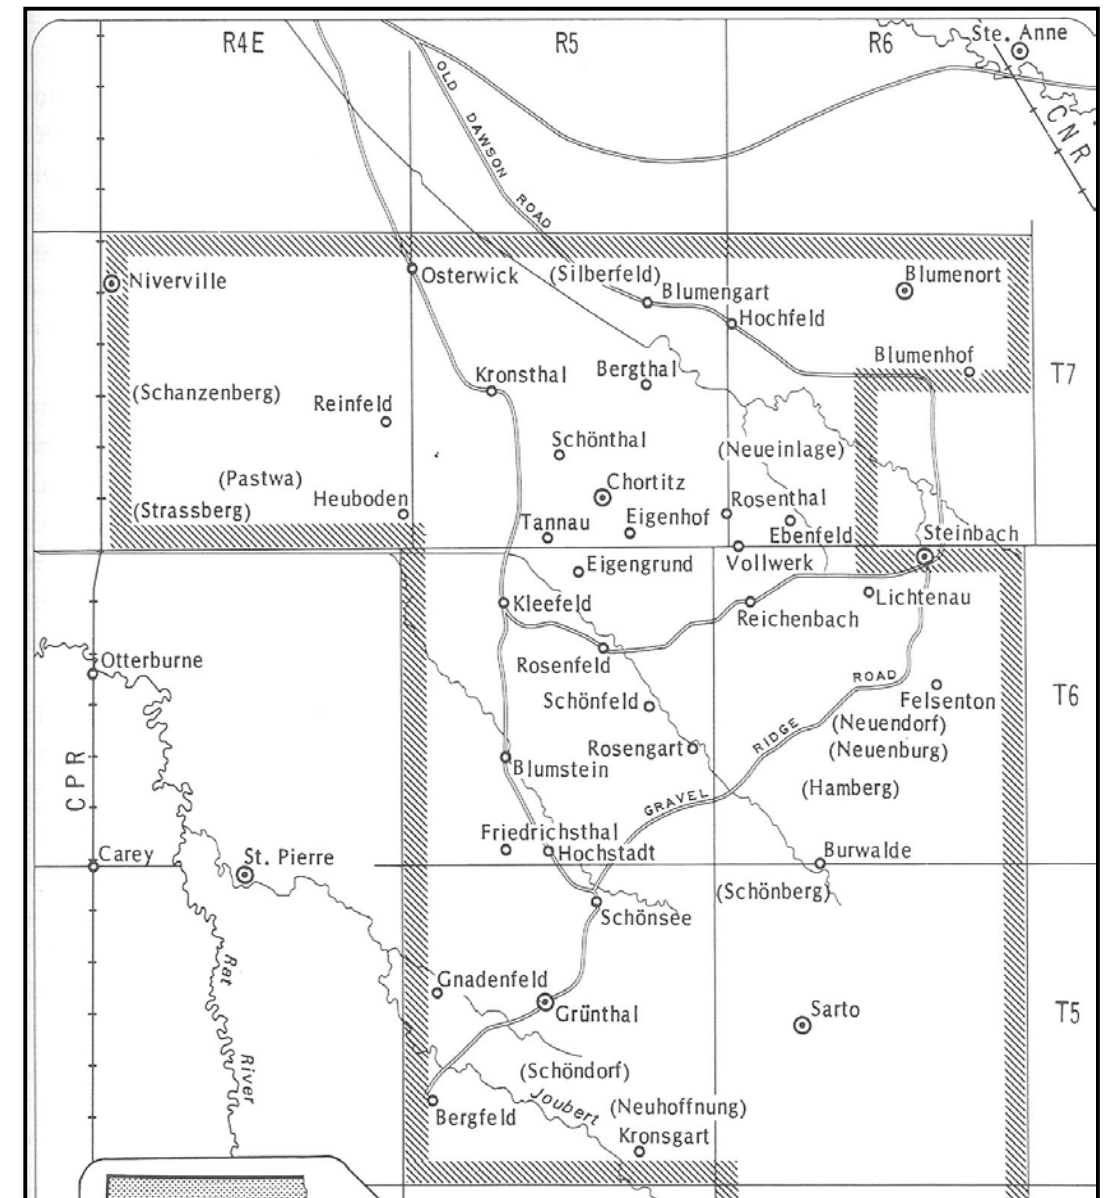 R4E
R5
R6
Ste. Anne
OLD DAWSON ROAD
CNR
Niverville
Osterwick
(Silberfeld)
Blumengart
Hochfeld
Blumenort
Blumenhof
T7
Kronsthal
Bergthal
(Schanzenberg)
Reinfeld
Schönthal
(Neueinlage)
(Pastwa)
Chortitz
Heuboden
(Strassberg)
Tannau
Eigenhof
Rosenthal
Ebenfeld
Steinbach
Vollwerk
Eigengrund
Kleefeld
Reichenbach
Lichtenau
Otterburne
Rosenfeld
Schönfeld
ROAD
Felsenton
T6
(Neuendorf)
Rosengart
RIDGE
(Neuenburg)
CPR
Blumstein
(Hamberg)
GRAVEL
Friedrichsthal
Hochstadt
Carey
St. Pierre
Burwalde
(Schönberg)
Schönsee
Rat
Gnadenfeld
Grünthal
Sarto
T5
River
(Schöndorf)
Joubert
(Neuhoffnung)
Bergfeld
Kronsgart